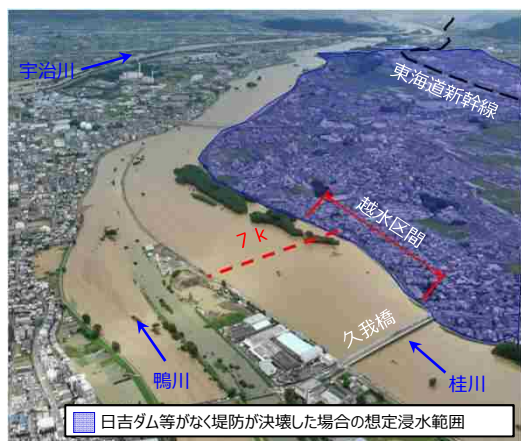 宇治川
東海道新幹線
越水区間
7k
久我橋
鴨川
桂川
日吉ダム等がなく堤防が決壊した場合の想定浸水範囲